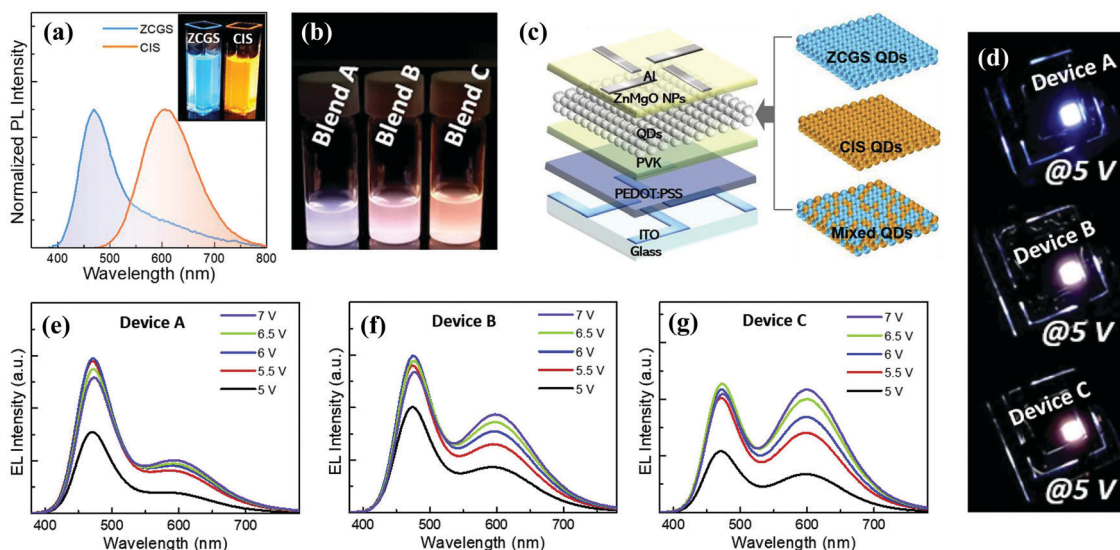 (a)
ZCGS
CIS
ZCGS
CIS
Normalized PL Intensity
400
500
600
700
800
Wavelength (nm)
(b)
Blend A
Blend B
Blend C
(c)
Al
ZnMgO NPs
QDs
PVK
PEDOT:PSS
ITO
Glass
ZCGS QDs
CIS QDs
Mixed QDs
(d)
Device A
@5 V
Device B
@5 V
Device C
@5 V
(e)
Device A
7 V
6.5 V
6 V
5.5 V
5 V
EL Intensity (a.u.)
400
500
600
700
Wavelength (nm)
(f)
Device B
7 V
6.5 V
6 V
5.5 V
5 V
EL Intensity (a.u.)
400
500
600
700
Wavelength (nm)
(g)
Device C
7 V
6.5 V
6 V
5.5 V
5 V
EL Intensity (a.u.)
400
500
600
700
Wavelength (nm)